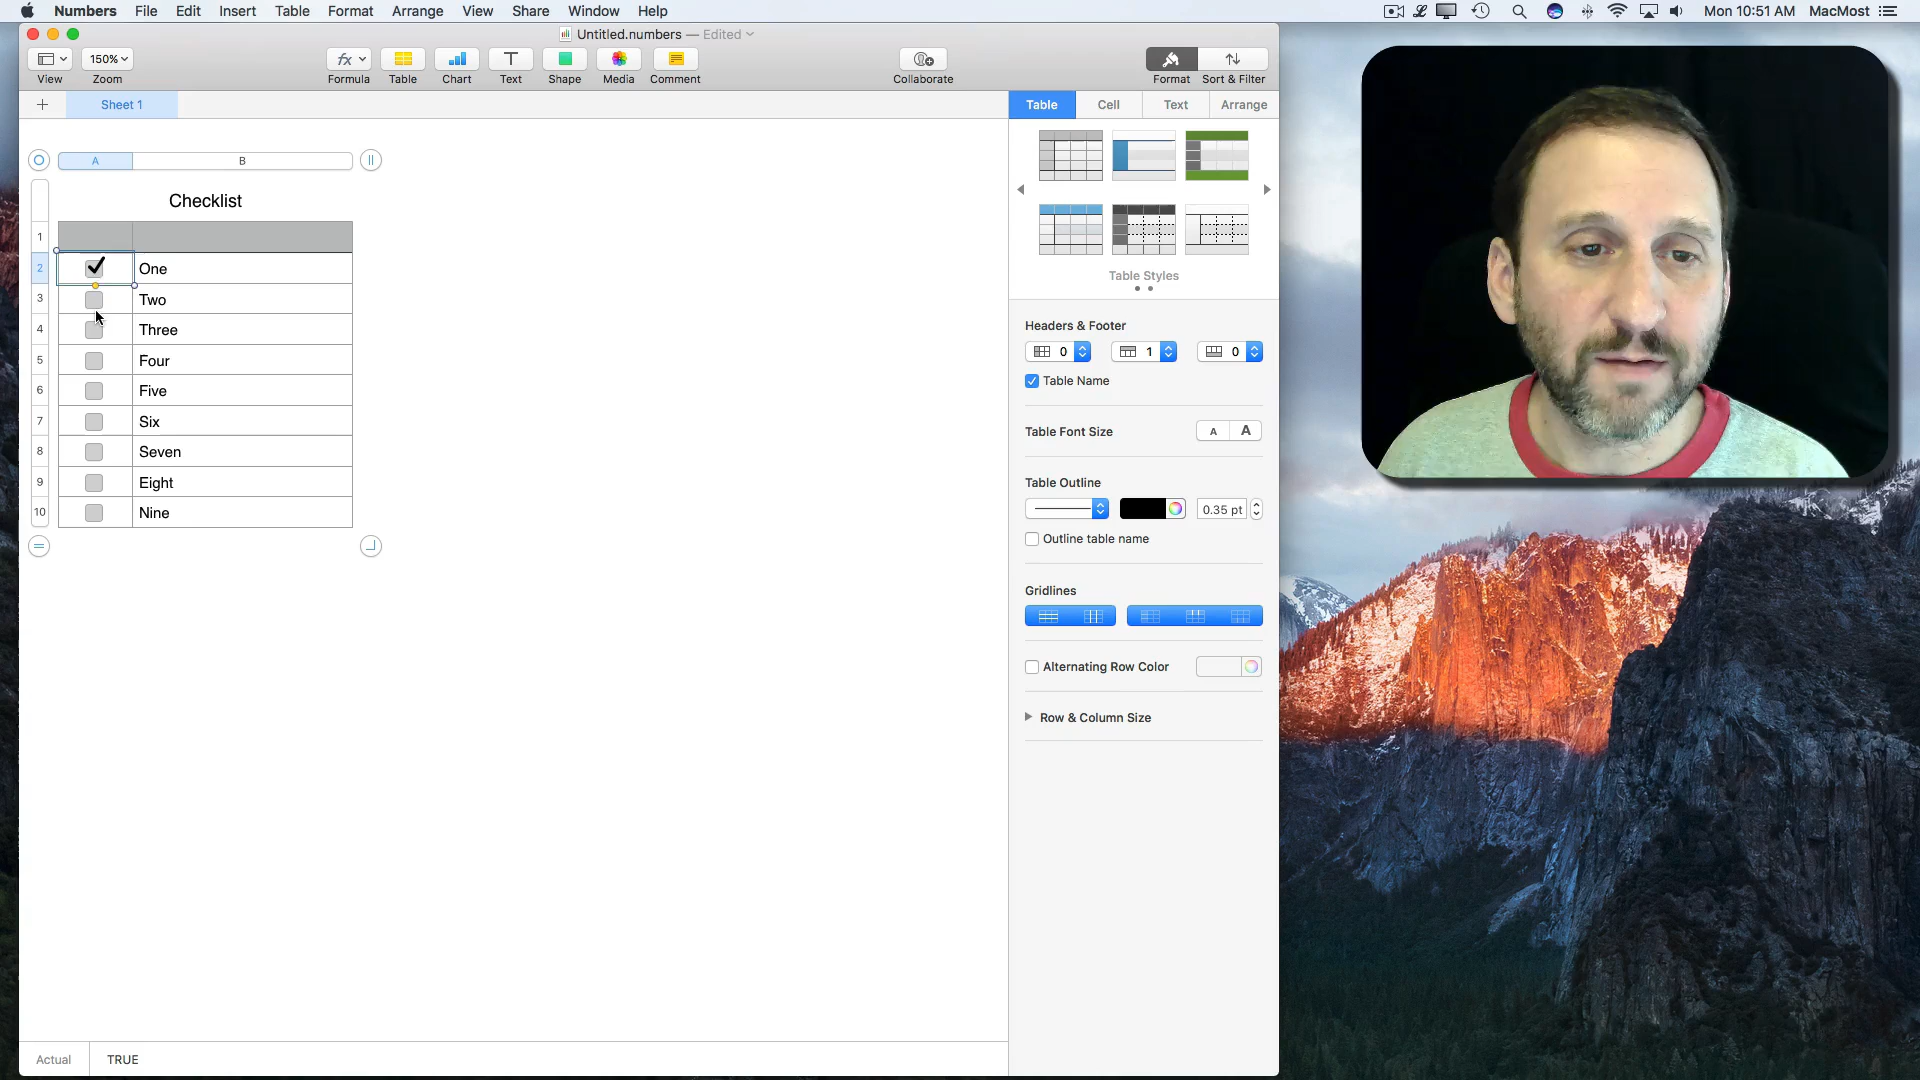 Numbers File Edit Insert Table Format Arrange View Share Window Help Mon 10:51 AM MacMost
Untitled.numbers — Edited
150%
View Zoom Formula Table Chart Text Shape Media Comment Collaborate Format Sort & Filter
Sheet 1
Table Cell Text Arrange
A B
Checklist
1
2 One
3 Two
4 Three
5 Four
6 Five
7 Six
8 Seven
9 Eight
10 Nine
Table Styles
Headers & Footer
0 1 0
Table Name
Table Font Size A A
Table Outline
0.35 pt
Outline table name
Gridlines
Alternating Row Color
Row & Column Size
Actual TRUE